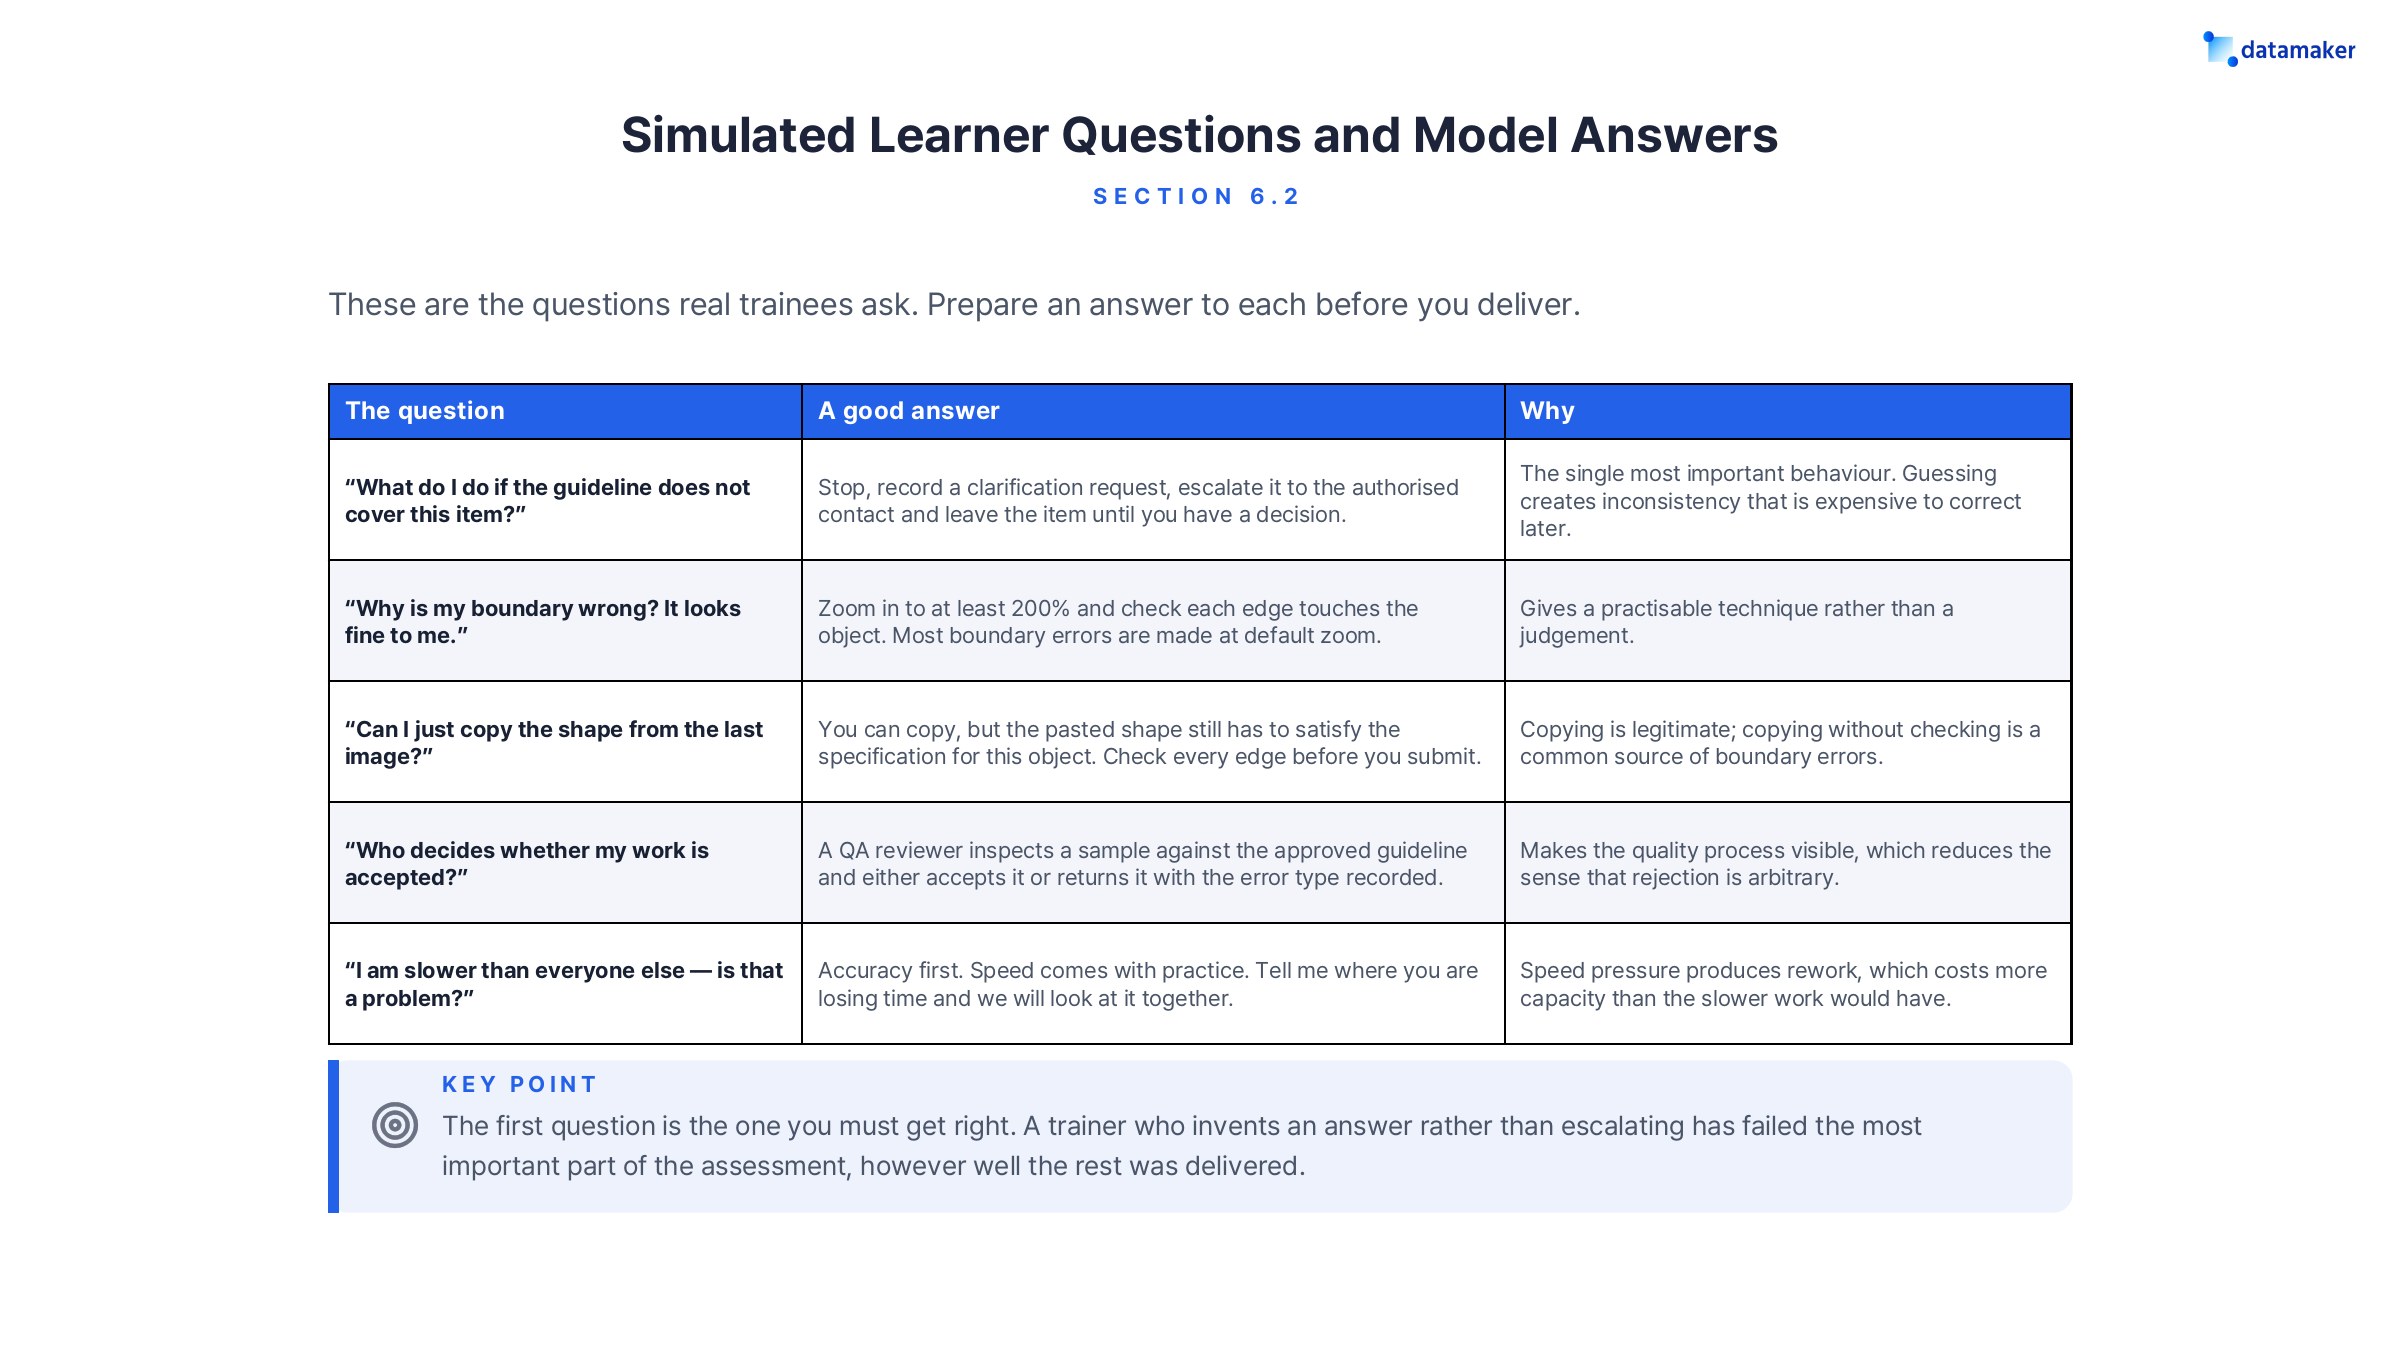 datamaker
Simulated Learner Questions and Model Answers
SECTION 6.2
These are the questions real trainees ask. Prepare an answer to each before you deliver.
The question
A good answer
Why
“What do I do if the guideline does not
cover this item?”
Stop, record a clarification request, escalate it to the authorised
contact and leave the item until you have a decision.
The single most important behaviour. Guessing
creates inconsistency that is expensive to correct
later.
“Why is my boundary wrong? It looks
fine to me.”
Zoom in to at least 200% and check each edge touches the
object. Most boundary errors are made at default zoom.
Gives a practisable technique rather than a
judgement.
“Can I just copy the shape from the last
image?”
You can copy, but the pasted shape still has to satisfy the
specification for this object. Check every edge before you submit.
Copying is legitimate; copying without checking is a
common source of boundary errors.
“Who decides whether my work is
accepted?”
A QA reviewer inspects a sample against the approved guideline
and either accepts it or returns it with the error type recorded.
Makes the quality process visible, which reduces the
sense that rejection is arbitrary.
“I am slower than everyone else — is that
a problem?”
Accuracy first. Speed comes with practice. Tell me where you are
losing time and we will look at it together.
Speed pressure produces rework, which costs more
capacity than the slower work would have.
KEY POINT
The first question is the one you must get right. A trainer who invents an answer rather than escalating has failed the most
important part of the assessment, however well the rest was delivered.